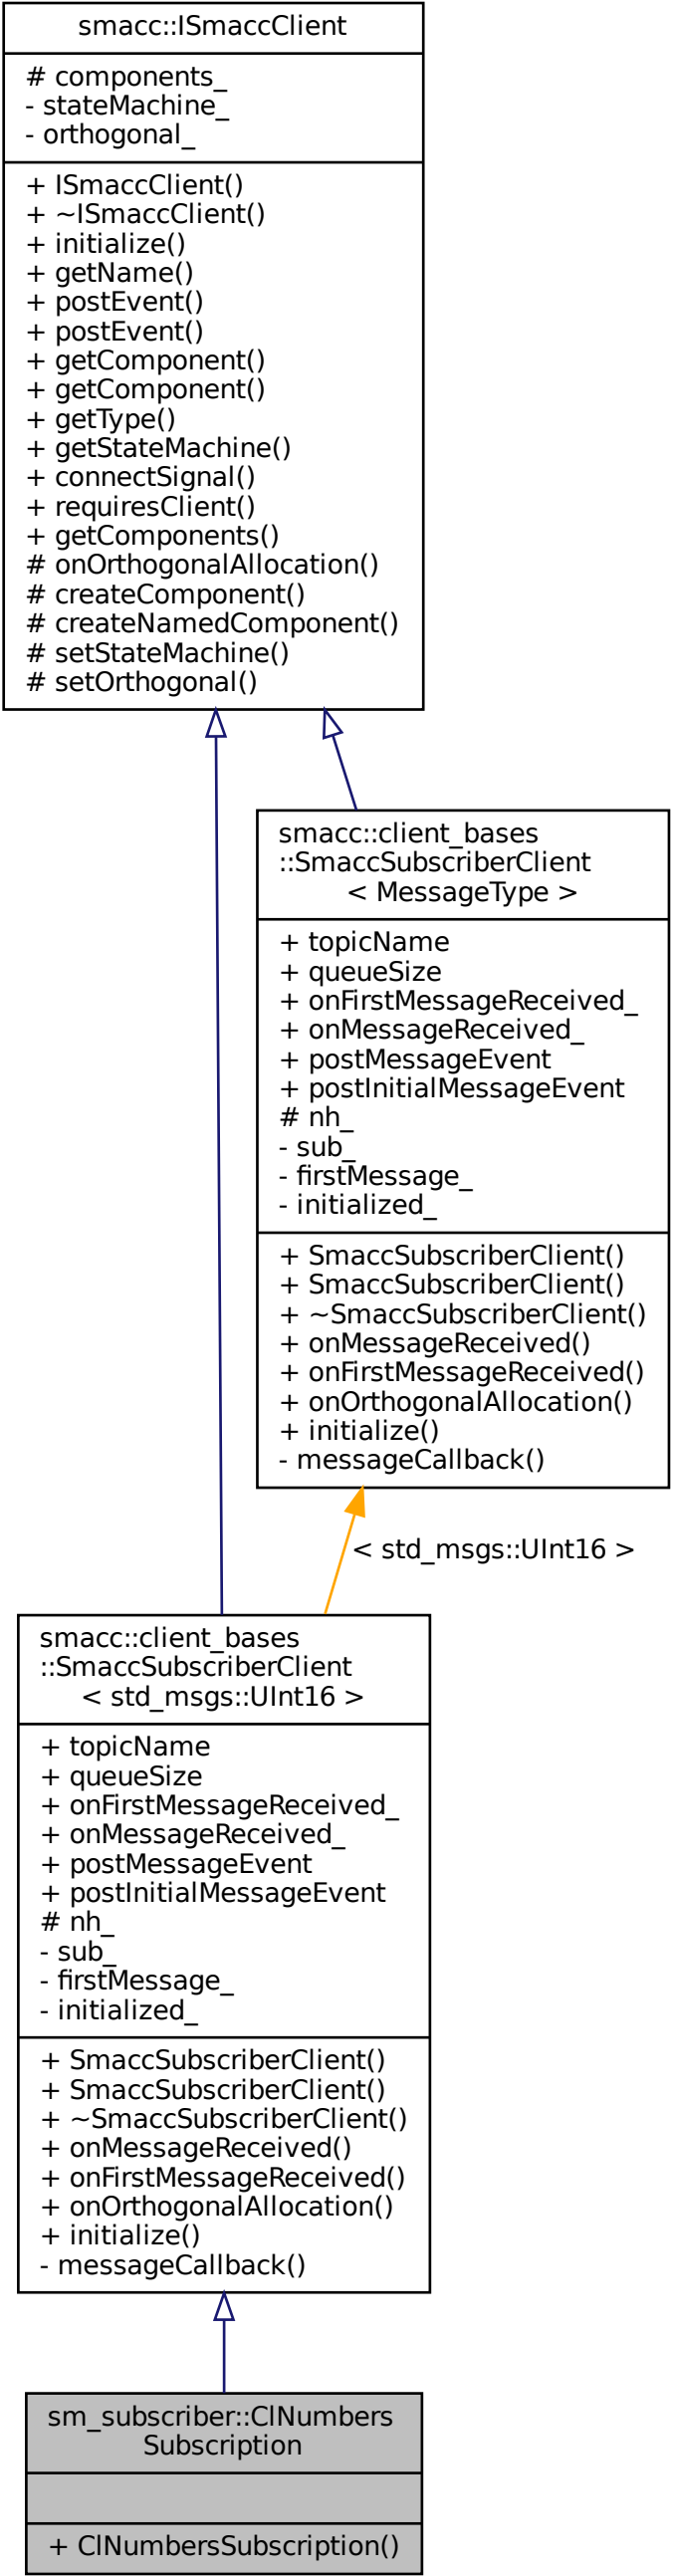 smacc::ISmaccClient
# components_
- stateMachine_
- orthogonal_
+ ISmaccClient()
+ ~ISmaccClient()
+ initialize()
+ getName()
+ postEvent()
+ postEvent()
+ getComponent()
+ getComponent()
+ getType()
+ getStateMachine()
+ connectSignal()
+ requiresClient()
+ getComponents()
# onOrthogonalAllocation()
# createComponent()
# createNamedComponent()
# setStateMachine()
# setOrthogonal()
smacc::client_bases
::SmaccSubscriberClient
< MessageType >
+ topicName
+ queueSize
+ onFirstMessageReceived_
+ onMessageReceived_
+ postMessageEvent
+ postInitialMessageEvent
# nh_
- sub_
- firstMessage_
- initialized_
+ SmaccSubscriberClient()
+ SmaccSubscriberClient()
+ ~SmaccSubscriberClient()
+ onMessageReceived()
+ onFirstMessageReceived()
+ onOrthogonalAllocation()
+ initialize()
- messageCallback()
< std_msgs::UInt16 >
smacc::client_bases
::SmaccSubscriberClient
< std_msgs::UInt16 >
+ topicName
+ queueSize
+ onFirstMessageReceived_
+ onMessageReceived_
+ postMessageEvent
+ postInitialMessageEvent
# nh_
- sub_
- firstMessage_
- initialized_
+ SmaccSubscriberClient()
+ SmaccSubscriberClient()
+ ~SmaccSubscriberClient()
+ onMessageReceived()
+ onFirstMessageReceived()
+ onOrthogonalAllocation()
+ initialize()
- messageCallback()
sm_subscriber::ClNumbers
Subscription
+ ClNumbersSubscription()